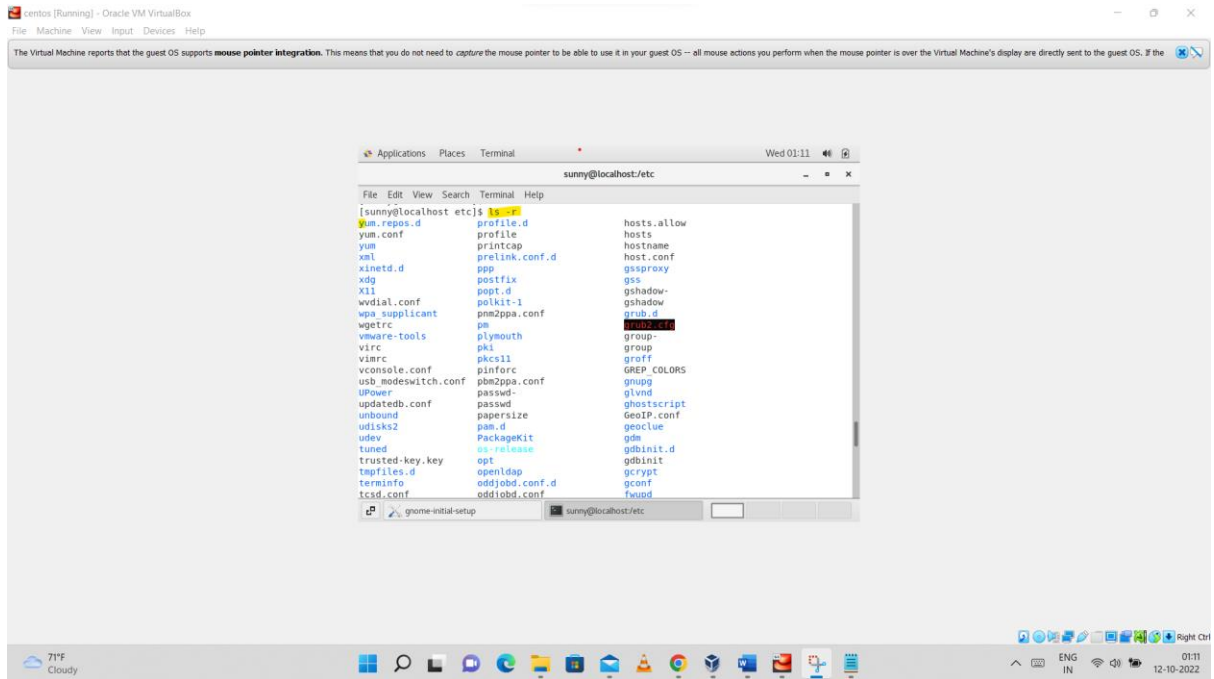 centos [Running] - Oracle VM VirtualBox
File Machine View Input Devices Help
The Virtual Machine reports that the guest OS supports mouse pointer integration. This means that you do not need to capture the mouse pointer to be able to use it in your guest OS -- all mouse actions you perform when the mouse pointer is over the Virtual Machine's display are directly sent to the guest OS. If the
Applications Places Terminal Wed 01:11
sunny@localhost:/etc
File Edit View Search Terminal Help
[sunny@localhost etc]$ ls -r
yum.repos.d profile.d hosts.allow
yum.conf profile hosts
yum printcap hostname
xml prelink.conf.d host.conf
xinetd.d ppp gssproxy
xdg postfix gss
X11 popt.d gshadow-
wvdial.conf polkit-1 gshadow
wpa_supplicant pnm2ppa.conf grub.d
wgetrc pm grub2.cfg
vmware-tools plymouth group-
virc pki group
vimrc pkcs11 groff
vconsole.conf pinforc GREP_COLORS
usb_modeswitch.conf pbm2ppa.conf gnupg
UPower passwd- glvnd
updatedb.conf passwd ghostscript
unbound papersize GeoIP.conf
udisks2 pam.d geoclue
udev PackageKit gdm
tuned os-release gdbinit.d
trusted-key.key opt gdbinit
tmpfiles.d openldap gcrypt
terminfo oddjobd.conf.d gconf
tcsd.conf oddjobd.conf fwupd
gnome-initial-setup sunny@localhost:/etc
Right Ctrl
71°F
Cloudy
ENG
IN
01:11
12-10-2022